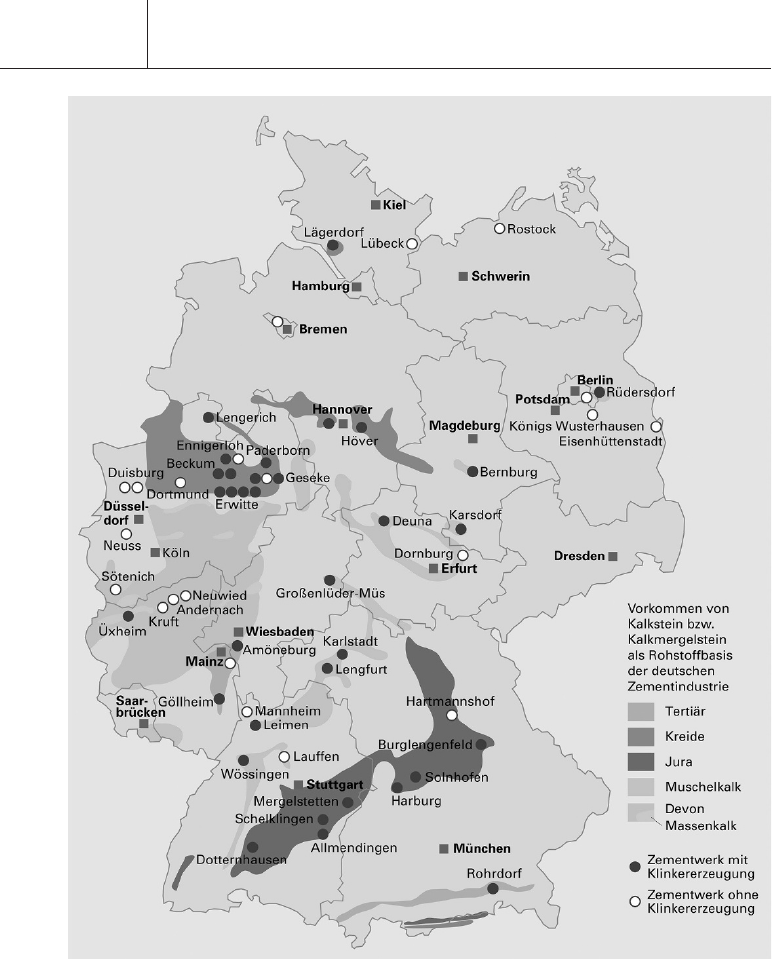 Kiel
Lägerdorf
Lübeck
Rostock
Schwerin
Hamburg
Bremen
Berlin
Rüdersdorf
Potsdam
Königs Wusterhausen
Eisenhüttenstadt
Hannover
Höver
Magdeburg
Bernburg
Lengerich
Ennigerloh
Paderborn
Beckum
Geseke
Duisburg
Dortmund
Erwitte
Düssel-
dorf
Neuss
Köln
Deuna
Karsdorf
Dornburg
Erfurt
Dresden
Sötenich
Neuwied
Andernach
Kruft
Üxheim
Großenlüder-Müs
Wiesbaden
Amöneburg
Mainz
Karlstadt
Lengfurt
Saar-
brücken
Göllheim
Mannheim
Leimen
Hartmannshof
Burglengenfeld
Lauffen
Wössingen
Stuttgart
Solnhofen
Harburg
Mergelstetten
Schelklingen
Allmendingen
Dotternhausen
München
Rohrdorf
Vorkommen von
Kalkstein bzw.
Kalkmergelstein
als Rohstoffbasis
der deutschen
Zementindustrie
Tertiär
Kreide
Jura
Muschelkalk
Devon
Massenkalk
Zementwerk mit
Klinkererzeugung
Zementwerk ohne
Klinkererzeugung